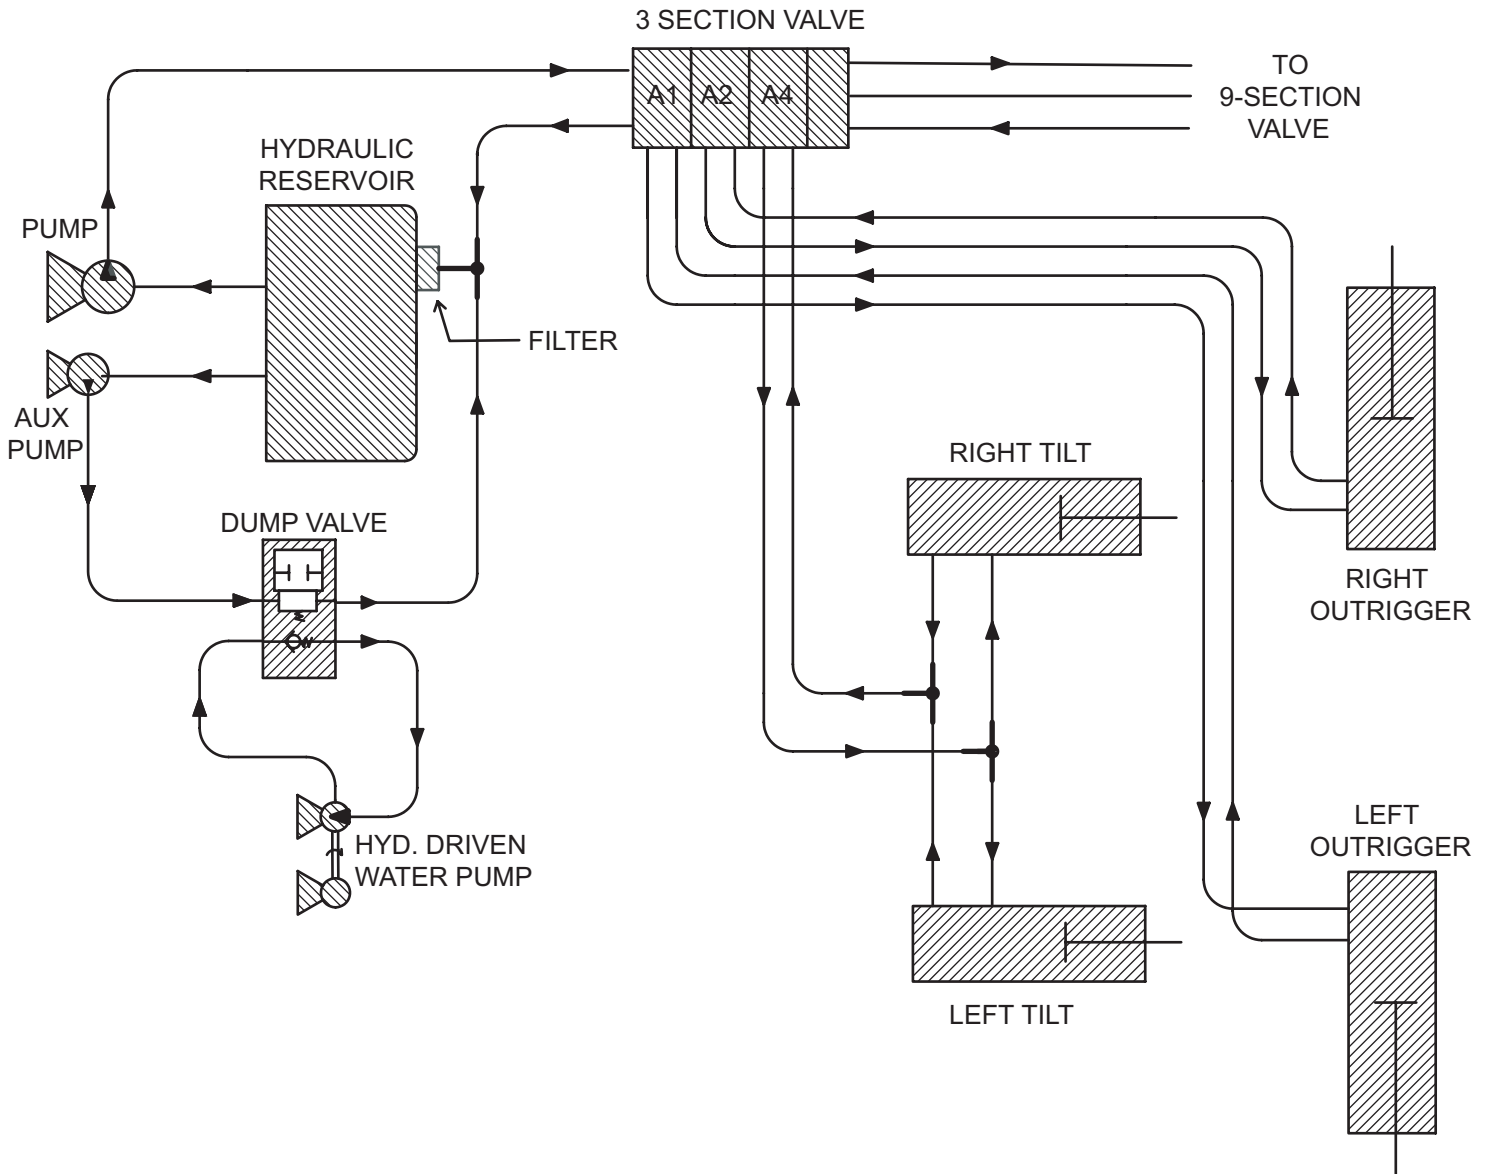 3 SECTION VALVE
A1 A2 A4
TO
9-SECTION
VALVE
HYDRAULIC
RESERVOIR
PUMP
FILTER
AUX
PUMP
RIGHT TILT
DUMP VALVE
RIGHT
OUTRIGGER
LEFT
OUTRIGGER
HYD. DRIVEN
WATER PUMP
LEFT TILT